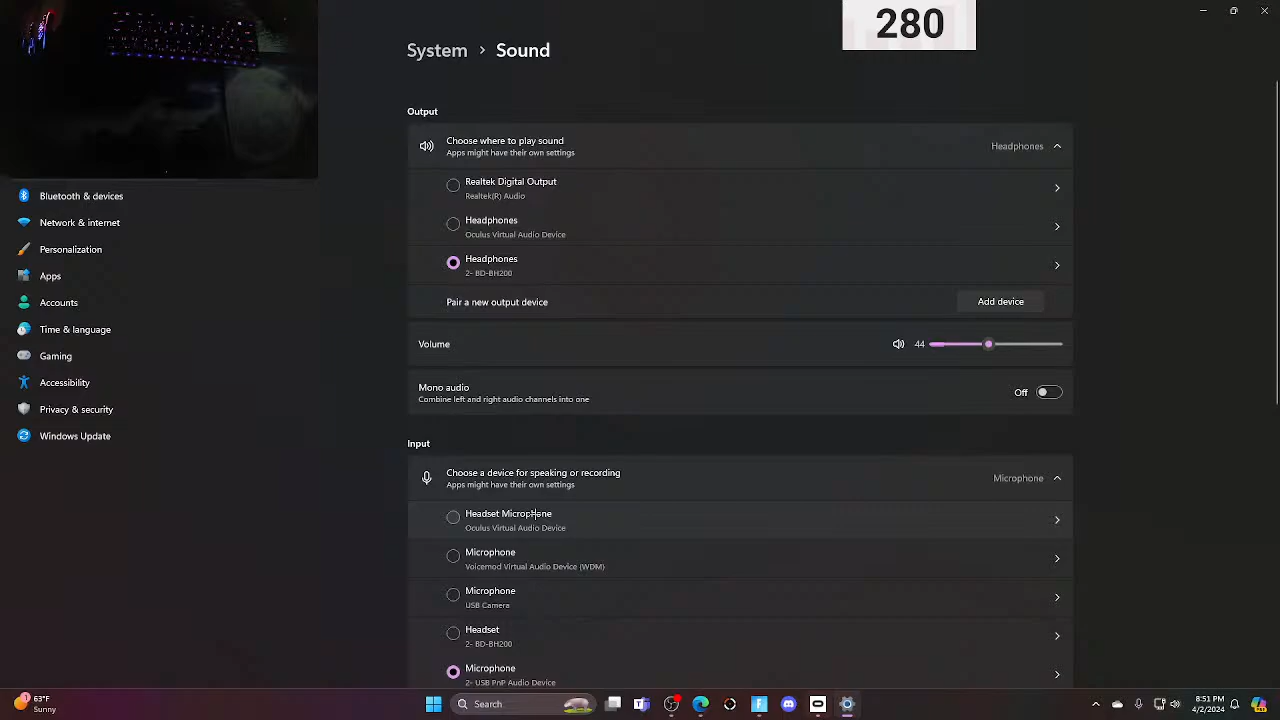 280
System > Sound
Output
Choose where to play sound
Apps might have their own settings
Headphones
Realtek Digital Output
Realtek(R) Audio
Headphones
Oculus Virtual Audio Device
Headphones
2- BD-BH200
Pair a new output device
Add device
Volume
44
Mono audio
Combine left and right audio channels into one
Off
Input
Choose a device for speaking or recording
Apps might have their own settings
Microphone
Headset Microphone
Oculus Virtual Audio Device
Microphone
Voicemod Virtual Audio Device (WDM)
Microphone
USB Camera
Headset
2- BD-BH200
Microphone
2- USB PnP Audio Device
Bluetooth & devices
Network & internet
Personalization
Apps
Accounts
Time & language
Gaming
Accessibility
Privacy & security
Windows Update
63°F
Sunny
Search
8:51 PM
4/2/2024